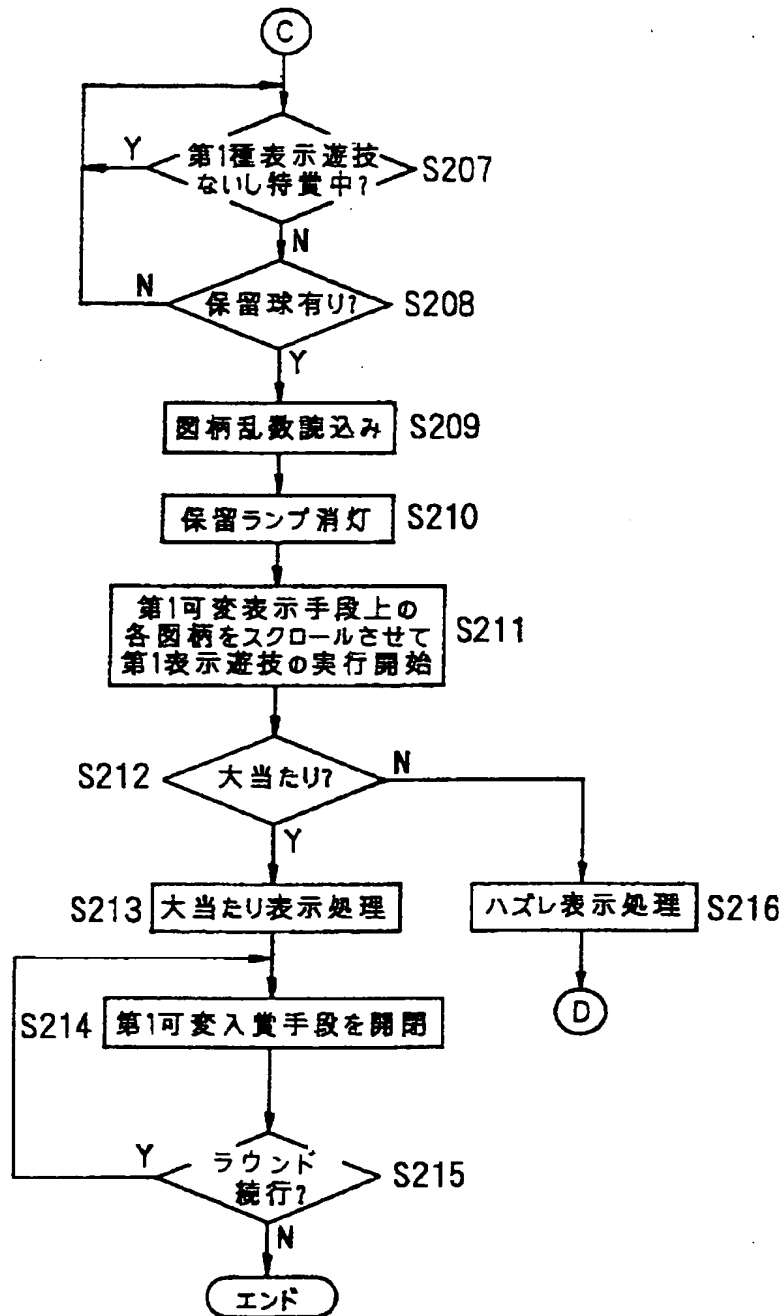 C
Y
第1種表示遊技
ないし特賞中?
S207
N
N
保留球有り?
S208
Y
図柄乱数読込み
S209
保留ランプ消灯
S210
第1可変表示手段上の
各図柄をスクロールさせて
第1表示遊技の実行開始
S211
S212
大当たり?
N
Y
S213
大当たり表示処理
ハズレ表示処理
S216
D
S214
第1可変入賞手段を開閉
Y
ラウンド
続行?
S215
N
エンド